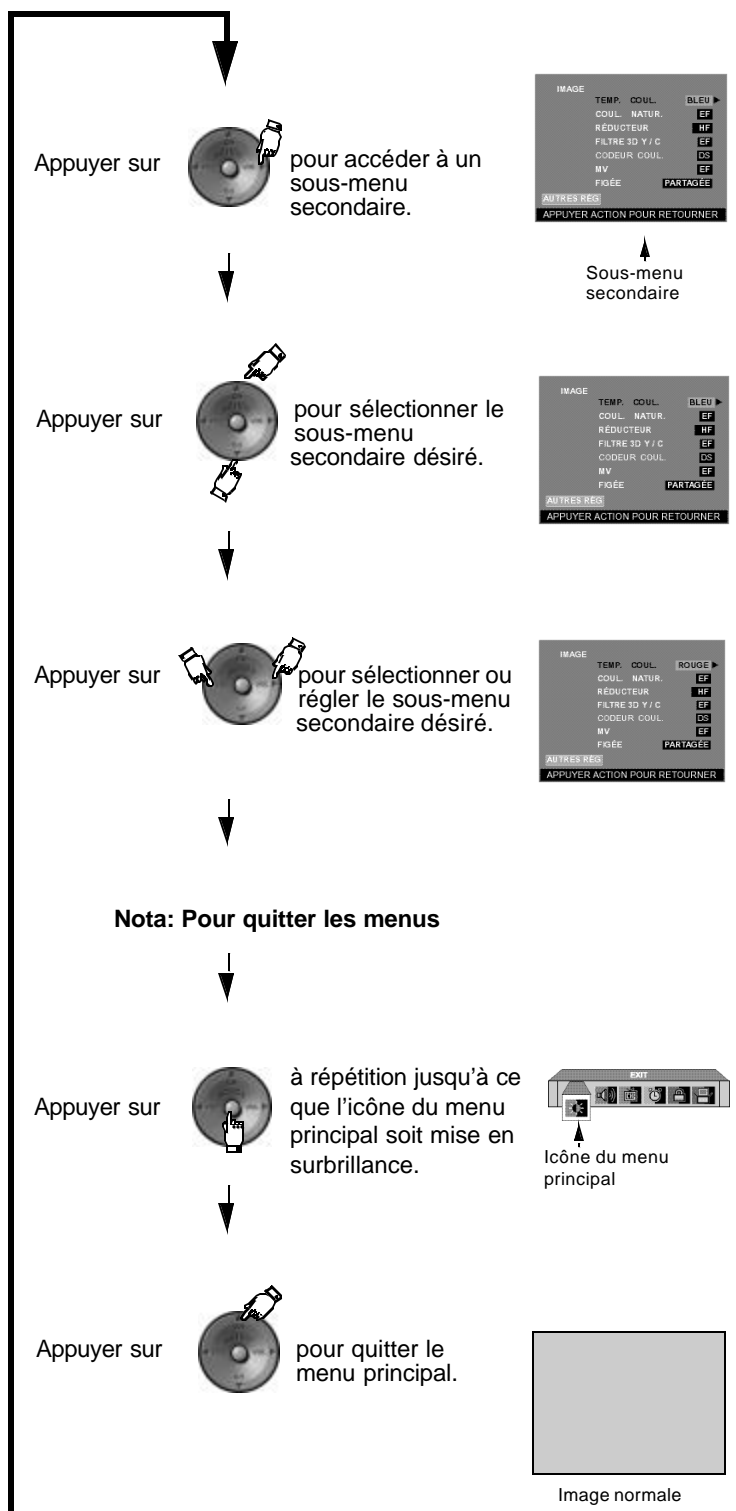 Appuyer sur
pour accéder à un
sous-menu
secondaire.
IMAGE
TEMP. COUL. BLEU
COUL. NATUR. EF
RÉDUCTEUR HF
FILTRE 3D Y / C EF
CODEUR COUL. DS
MV EF
FIGÉE PARTAGÉE
AUTRES RÉG
APPUYER ACTION POUR RETOURNER
Sous-menu
secondaire
Appuyer sur
pour sélectionner le
sous-menu
secondaire désiré.
IMAGE
TEMP. COUL. BLEU
COUL. NATUR. EF
RÉDUCTEUR HF
FILTRE 3D Y / C EF
CODEUR COUL. DS
MV EF
FIGÉE PARTAGÉE
AUTRES RÉG
APPUYER ACTION POUR RETOURNER
Appuyer sur
pour sélectionner ou
régler le sous-menu
secondaire désiré.
IMAGE
TEMP. COUL. ROUGE
COUL. NATUR. EF
RÉDUCTEUR HF
FILTRE 3D Y / C EF
CODEUR COUL. DS
MV EF
FIGÉE PARTAGÉE
AUTRES RÉG
APPUYER ACTION POUR RETOURNER
Nota: Pour quitter les menus
Appuyer sur
à répétition jusqu'à ce
que l'icône du menu
principal soit mise en
surbrillance.
EXIT
Icône du menu
principal
Appuyer sur
pour quitter le
menu principal.
Image normale